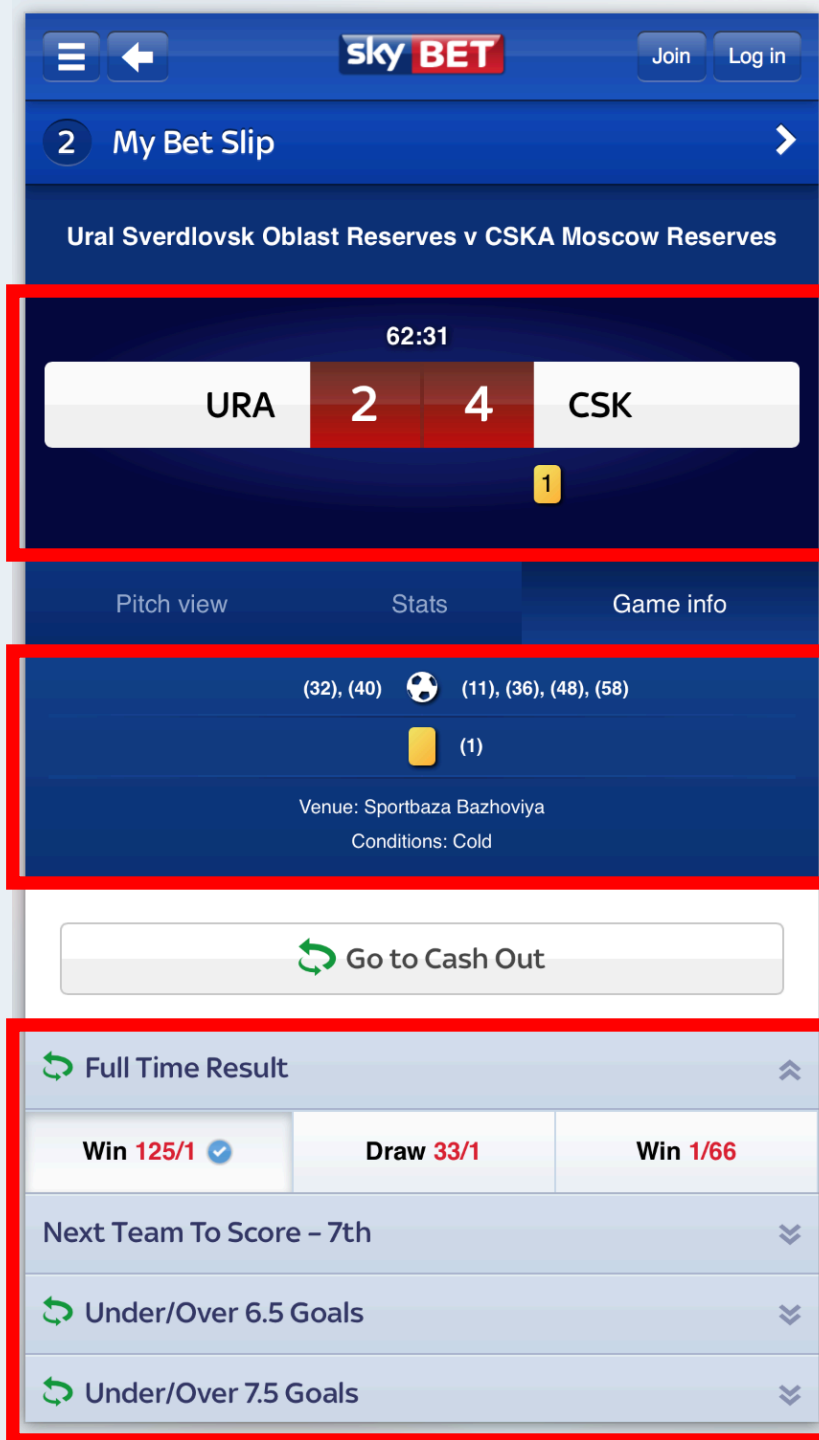 sky BET
Join
Log in
2 My Bet Slip
Ural Sverdlovsk Oblast Reserves v CSKA Moscow Reserves
62:31
URA 2 4 CSK
1
Pitch view Stats Game info
(32), (40) (11), (36), (48), (58)
(1)
Venue: Sportbaza Bazhoviya
Conditions: Cold
Go to Cash Out
Full Time Result
Win 125/1 Draw 33/1 Win 1/66
Next Team To Score – 7th
Under/Over 6.5 Goals
Under/Over 7.5 Goals